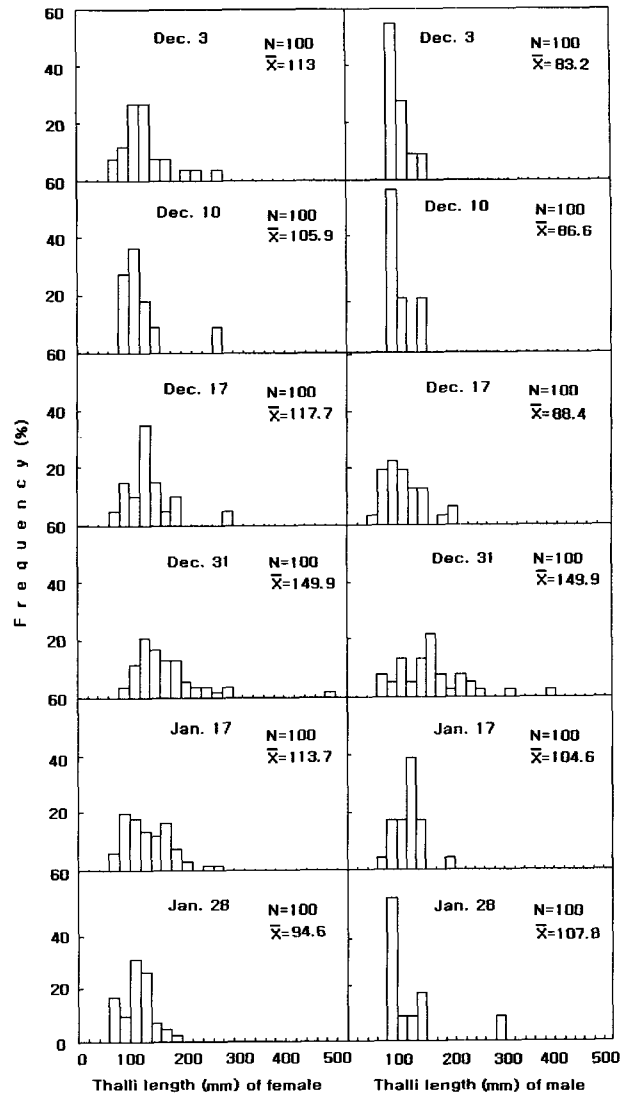 60
Dec. 3 N=100 Dec. 3 N=100
X̄=113 X̄=83.2
40
20
60
Dec. 10 N=100 Dec. 10 N=100
X̄=105.9 X̄=86.6
40
20
60
Dec. 17 N=100 Dec. 17 N=100
X̄=117.7 X̄=88.4
40
20
60
Dec. 31 N=100 Dec. 31 N=100
X̄=149.9 X̄=149.9
40
20
60
Jan. 17 N=100 Jan. 17 N=100
X̄=113.7 X̄=104.6
40
20
60
Jan. 28 N=100 Jan. 28 N=100
X̄=94.6 X̄=107.8
40
20
0
Frequency (%)
0 100 200 300 400 500 100 200 300 400 500
Thalli length (mm) of female Thalli length (mm) of male